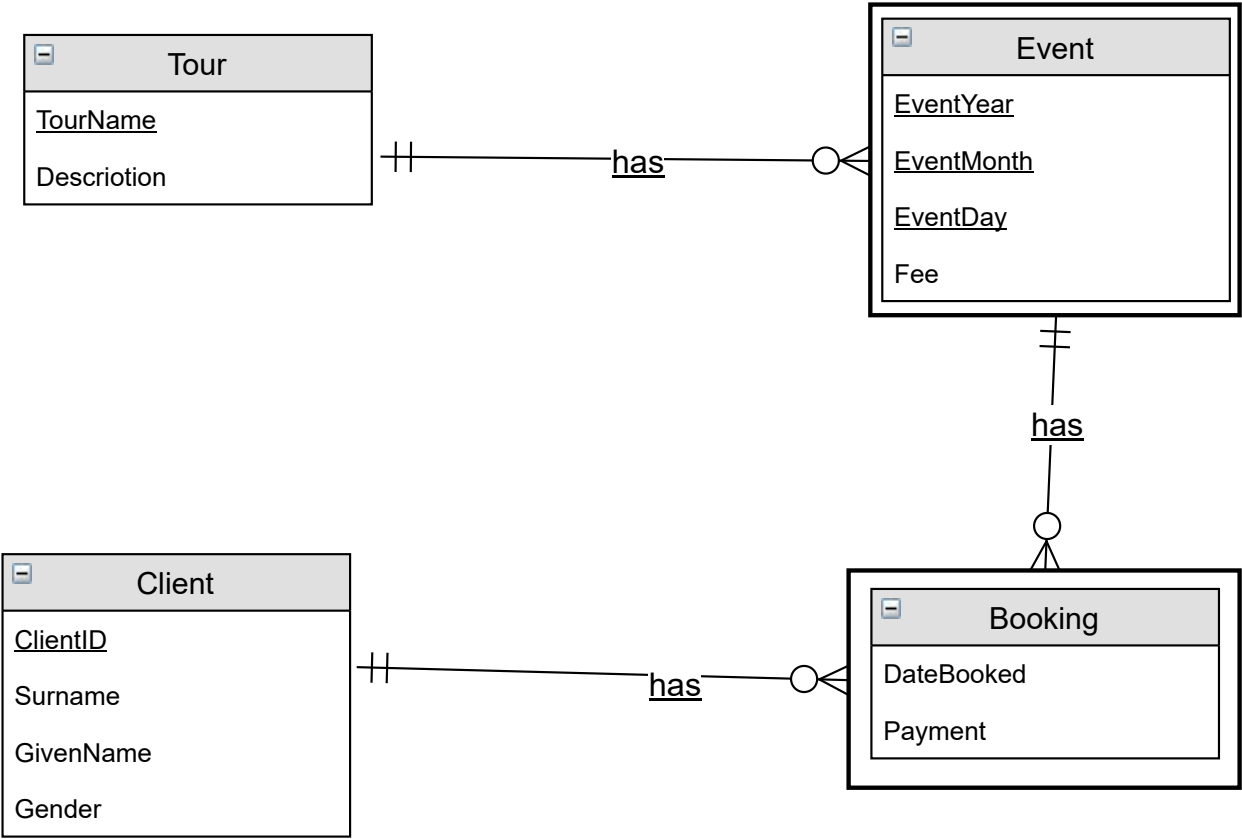 Tour
TourName
Descriotion
has
Event
EventYear
EventMonth
EventDay
Fee
has
Client
ClientID
Surname
GivenName
Gender
has
Booking
DateBooked
Payment